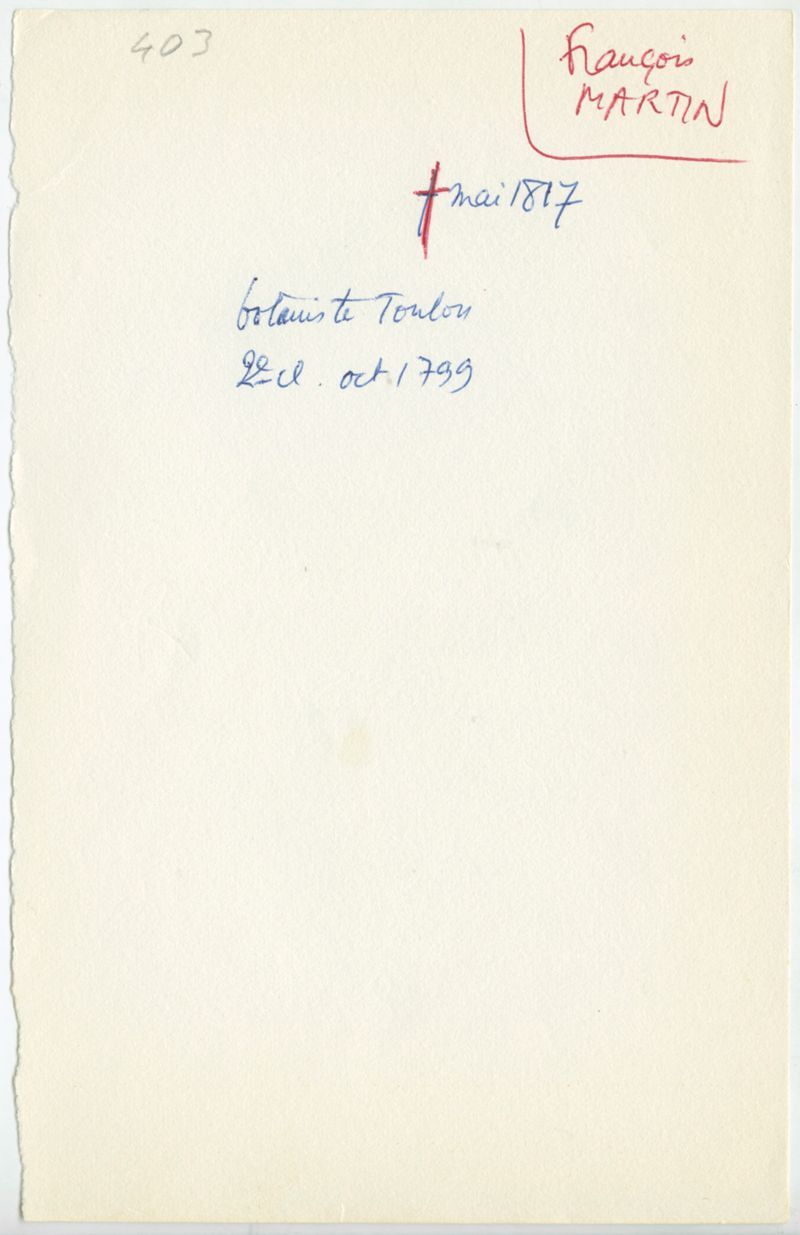 403
François
MARTIN
† mai 1817
botaniste Toulon
2e cl. oct 1799